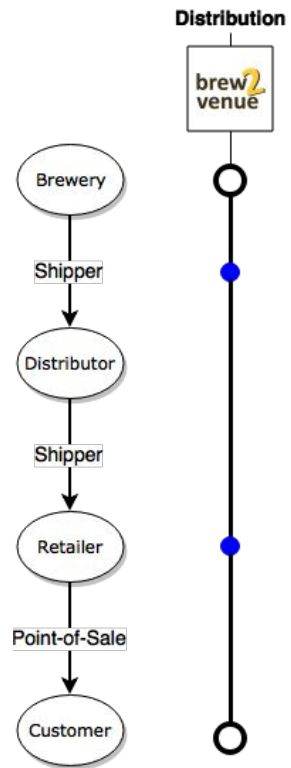 Distribution
brew2
venue
Brewery
Shipper
Distributor
Shipper
Retailer
Point-of-Sale
Customer